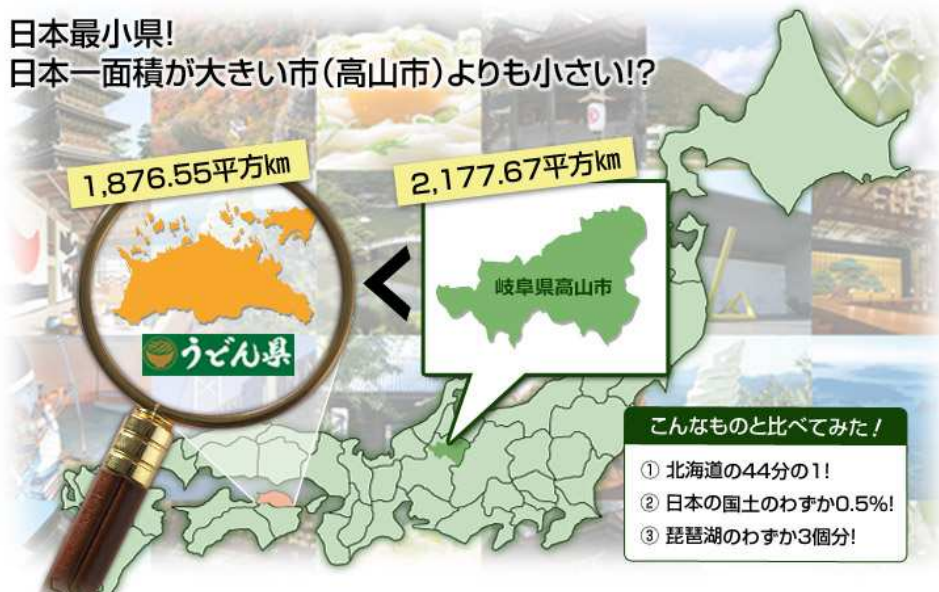 日本最小県!
日本一面積が大きい市(高山市)よりも小さい!?
1,876.55平方km
2,177.67平方km
<
岐阜県高山市
うどん県
こんなものと比べてみた!
① 北海道の44分の1!
② 日本の国土のわずか0.5%!
③ 琵琶湖のわずか3個分!